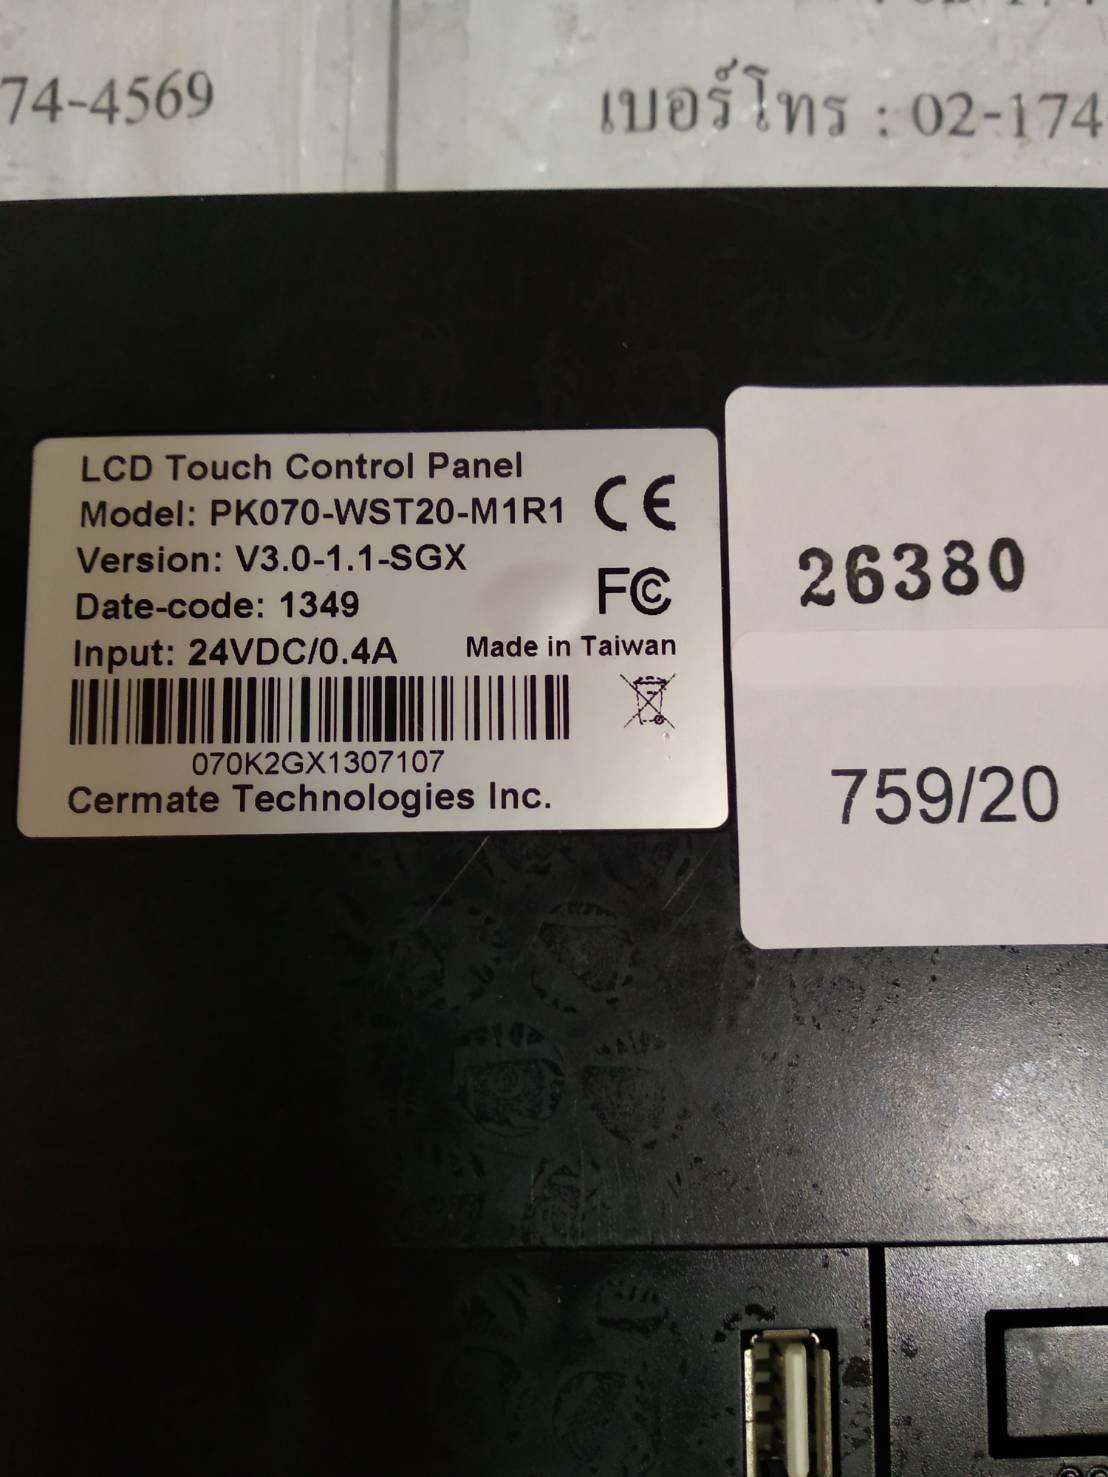 74-4569
เบอร์โทร : 02-174
LCD Touch Control Panel
Model: PK070-WST20-M1R1
CE
Version: V3.0-1.1-SGX
FC
Date-code: 1349
Input: 24VDC/0.4A
Made in Taiwan
070K2GX1307107
Cermate Technologies Inc.
26380
759/20